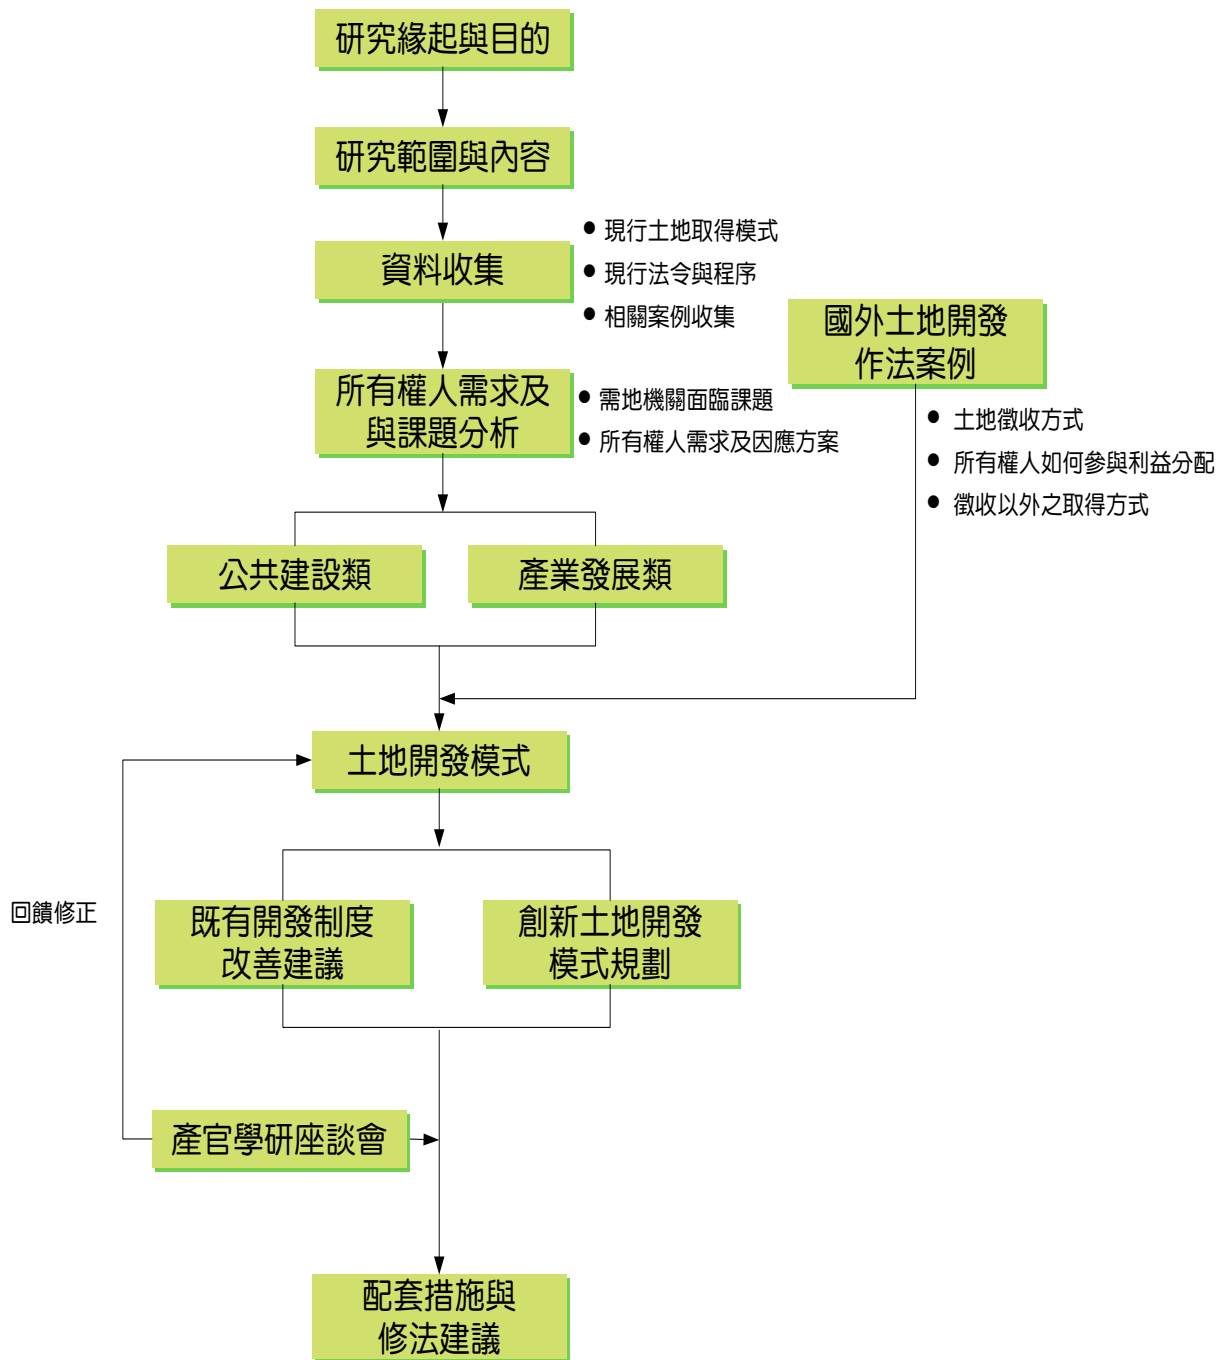 研究緣起與目的
研究範圍與內容
資料收集
● 現行土地取得模式
● 現行法令與程序
● 相關案例收集
國外土地開發
作法案例
● 土地徵收方式
● 所有權人如何參與利益分配
● 徵收以外之取得方式
所有權人需求及
與課題分析
● 需地機關面臨課題
● 所有權人需求及因應方案
公共建設類
產業發展類
土地開發模式
回饋修正
既有開發制度
改善建議
創新土地開發
模式規劃
產官學研座談會
配套措施與
修法建議